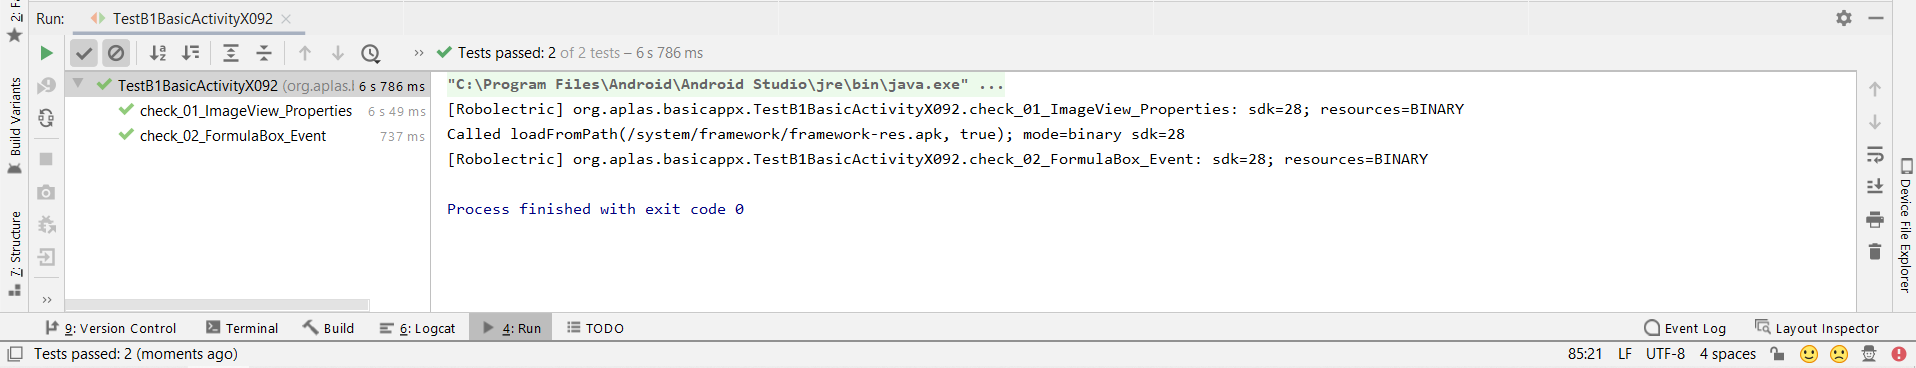 2: Fa
Run: TestB1BasicActivityX092
Tests passed: 2 of 2 tests – 6 s 786 ms
TestB1BasicActivityX092 (org.aplas.l 6 s 786 ms
check_01_ImageView_Properties 6 s 49 ms
check_02_FormulaBox_Event 737 ms
"C:\Program Files\Android\Android Studio\jre\bin\java.exe" ...
[Robolectric] org.aplas.basicappx.TestB1BasicActivityX092.check_01_ImageView_Properties: sdk=28; resources=BINARY
Called loadFromPath(/system/framework/framework-res.apk, true); mode=binary sdk=28
[Robolectric] org.aplas.basicappx.TestB1BasicActivityX092.check_02_FormulaBox_Event: sdk=28; resources=BINARY
Process finished with exit code 0
Build Variants
7: Structure
Device File Explorer
9: Version Control Terminal Build 6: Logcat 4: Run TODO Event Log Layout Inspector
Tests passed: 2 (moments ago) 85:21 LF UTF-8 4 spaces